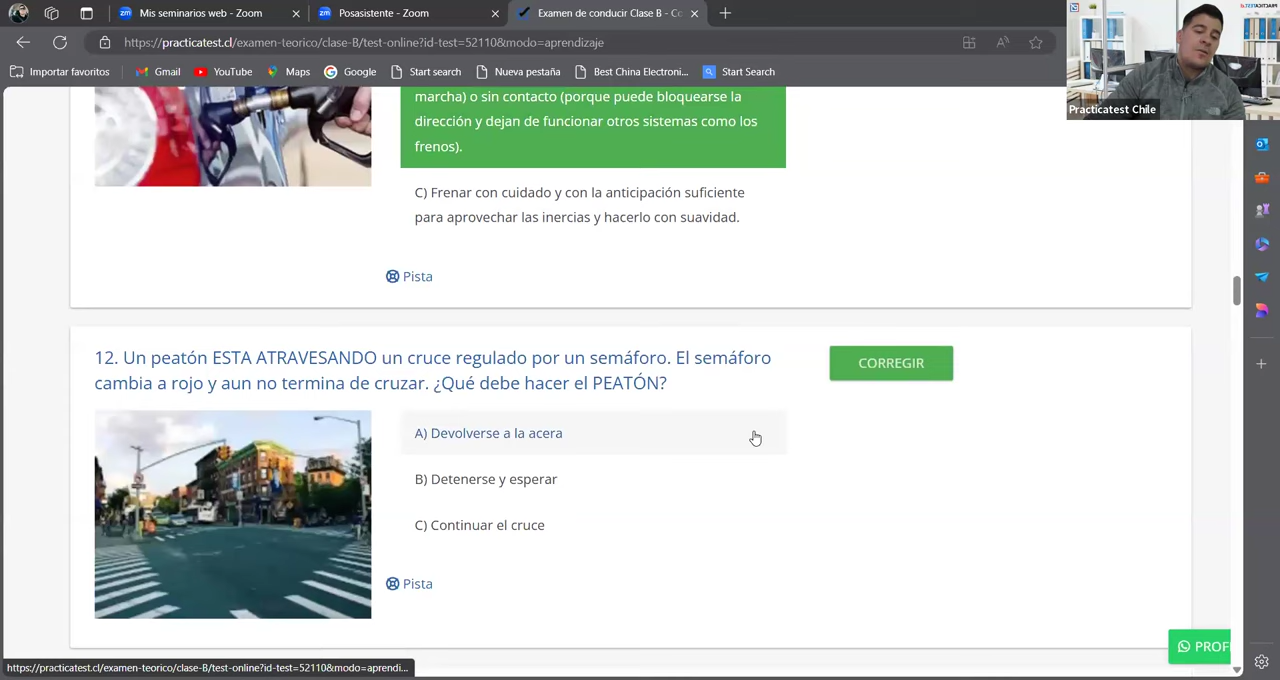 Mis seminarios web - Zoom
Posasistente - Zoom
Examen de conducir Clase B - Co
https://practicatest.cl/examen-teorico/clase-B/test-online?id-test=52110&modo=aprendizaje
Importar favoritos
Gmail
YouTube
Maps
Google
Start search
Nueva pestaña
Best China Electroni...
Start Search
Practicatest Chile
marcha) o sin contacto (porque puede bloquearse la
dirección y dejan de funcionar otros sistemas como los
frenos).
C) Frenar con cuidado y con la anticipación suficiente
para aprovechar las inercias y hacerlo con suavidad.
Pista
12. Un peatón ESTA ATRAVESANDO un cruce regulado por un semáforo. El semáforo
cambia a rojo y aun no termina de cruzar. ¿Qué debe hacer el PEATÓN?
CORREGIR
A) Devolverse a la acera
B) Detenerse y esperar
C) Continuar el cruce
Pista
PROF
https://practicatest.cl/examen-teorico/clase-B/test-online?id-test=52110&modo=aprendi...